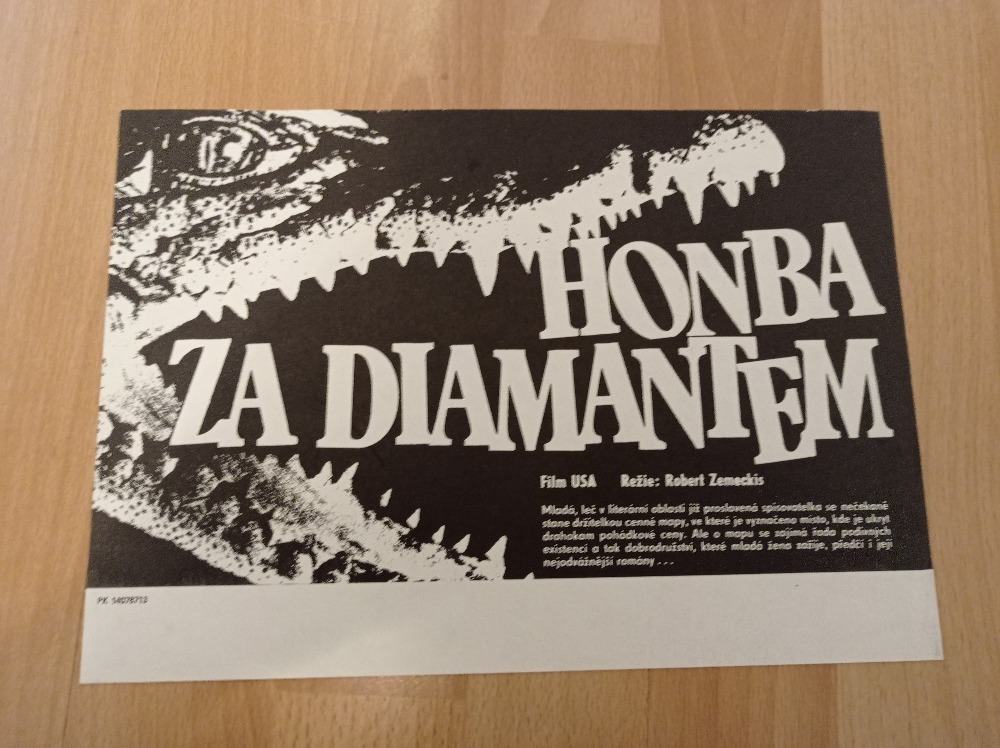 HONBA
ZA DIAMANTEM
Film USA Režie: Robert Zemeckis
Mladá, leč v literární oblasti již proslavená spisovatelka se nečekaně
stane držitelkou cenné mapy, ve které je vyznačeno místo, kde je ukryt
drahokam pohádkové ceny. Ale o mapu se zajímá řada podivných
existencí a tak dobrodružství, které mladá žena zažije, předčí i její
nejodvážnější romány . . .
PK 14078713